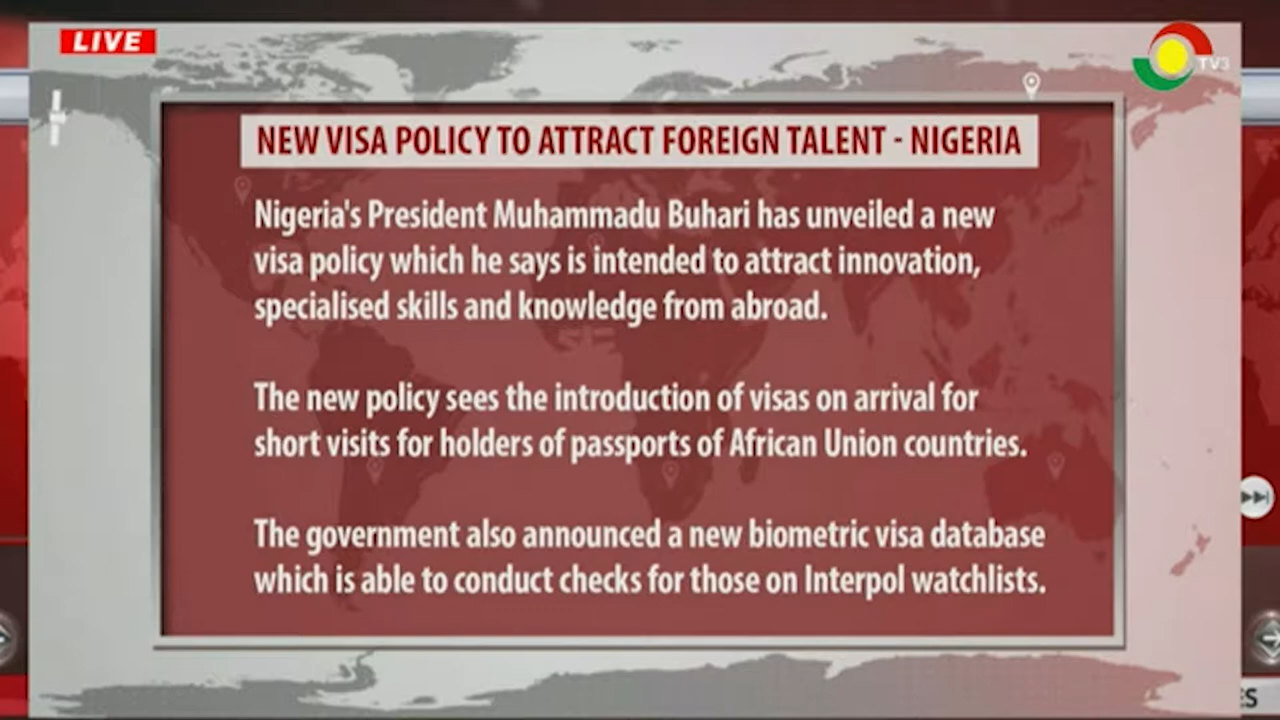 LIVE
TV3
NEW VISA POLICY TO ATTRACT FOREIGN TALENT - NIGERIA
Nigeria's President Muhammadu Buhari has unveiled a new
visa policy which he says is intended to attract innovation,
specialised skills and knowledge from abroad.
The new policy sees the introduction of visas on arrival for
short visits for holders of passports of African Union countries.
The government also announced a new biometric visa database
which is able to conduct checks for those on Interpol watchlists.
ES